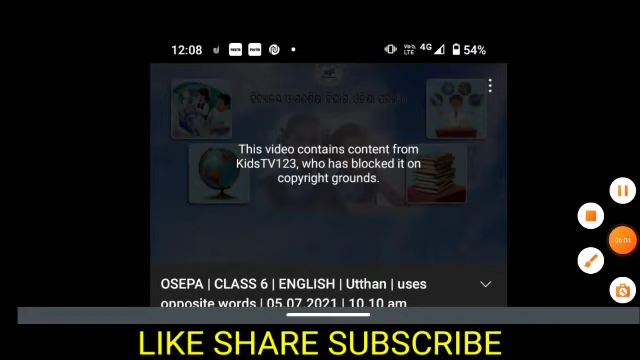 12:08
4G
54%
This video contains content from
KidsTV123, who has blocked it on
copyright grounds.
OSEPA | CLASS 6 | ENGLISH | Utthan | uses
opposite words | 05.07.2021 | 10.10 am
LIKE SHARE SUBSCRIBE